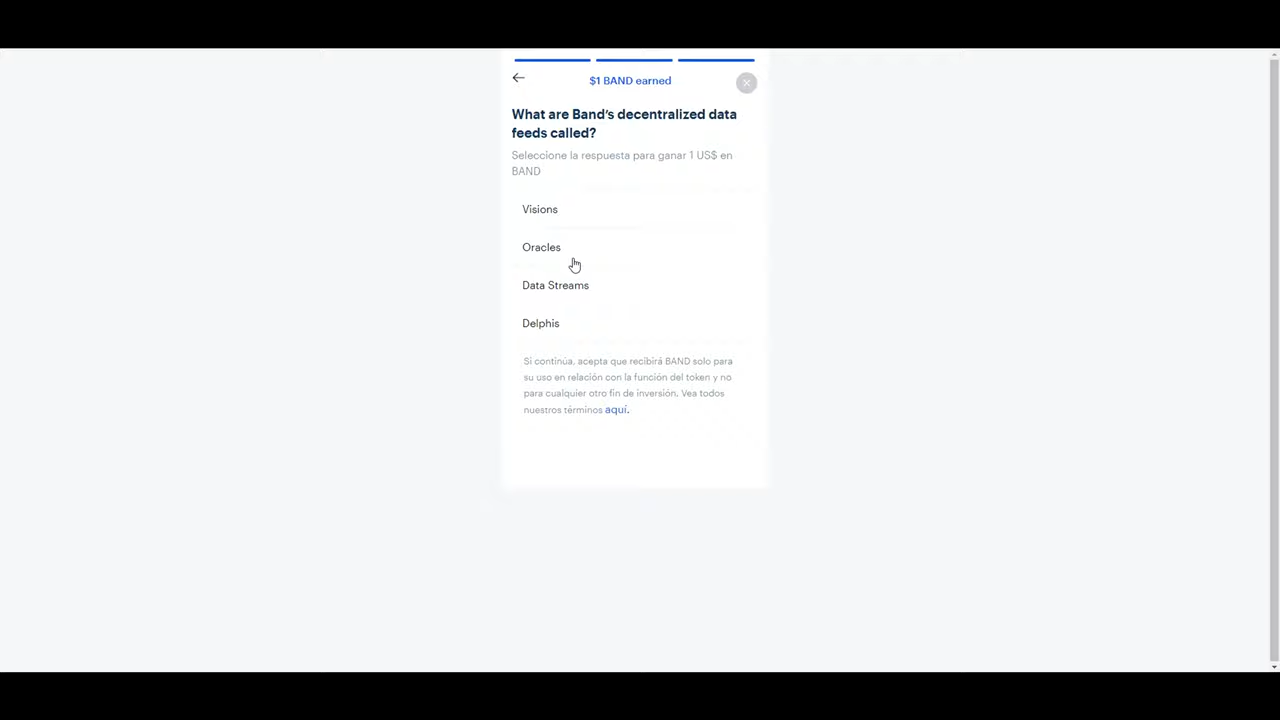 $1 BAND earned
What are Band's decentralized data
feeds called?
Seleccione la respuesta para ganar 1 US$ en
BAND
Visions
Oracles
Data Streams
Delphis
Si continúa, acepta que recibirá BAND solo para
su uso en relación con la función del token y no
para cualquier otro fin de inversión. Vea todos
nuestros términos aquí.